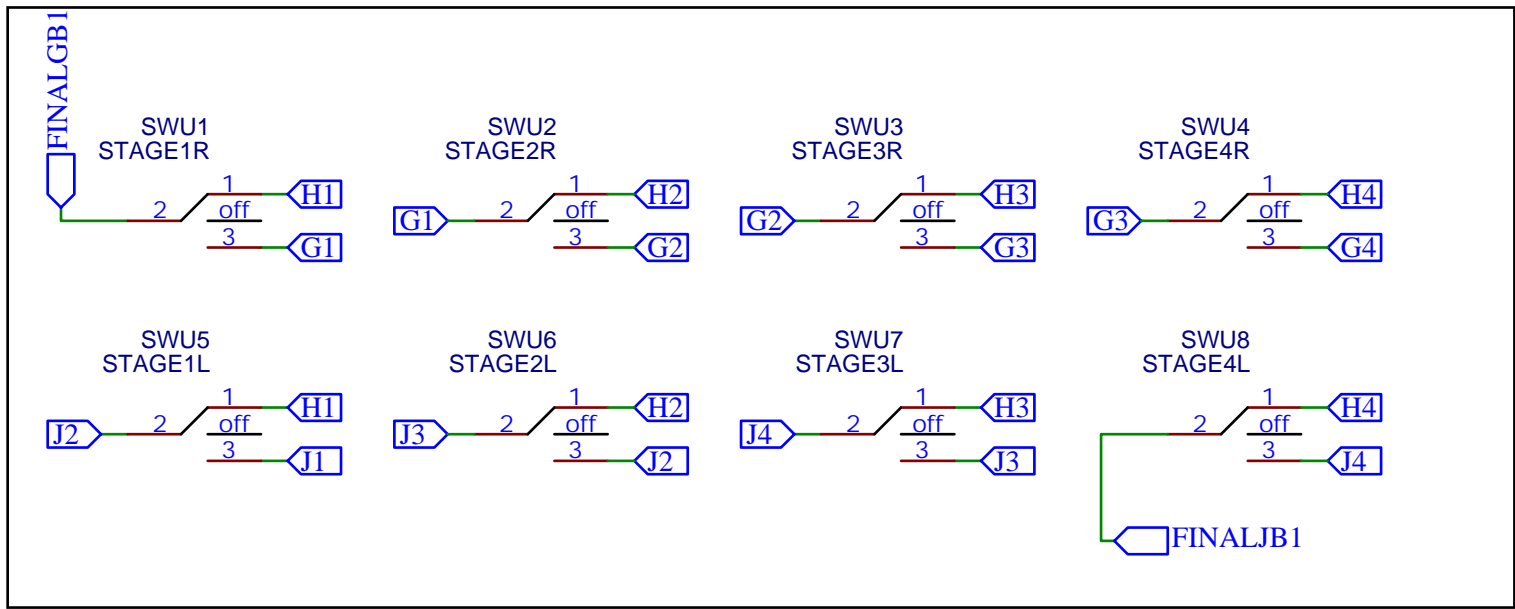 FINALGB1
SWU1
STAGE1R
1
H1
2
off
3
G1
SWU2
STAGE2R
1
H2
G1
2
off
3
G2
SWU3
STAGE3R
1
H3
G2
2
off
3
G3
SWU4
STAGE4R
1
H4
G3
2
off
3
G4
SWU5
STAGE1L
1
H1
J2
2
off
3
J1
SWU6
STAGE2L
1
H2
J3
2
off
3
J2
SWU7
STAGE3L
1
H3
J4
2
off
3
J3
SWU8
STAGE4L
1
H4
2
off
3
J4
FINALJB1